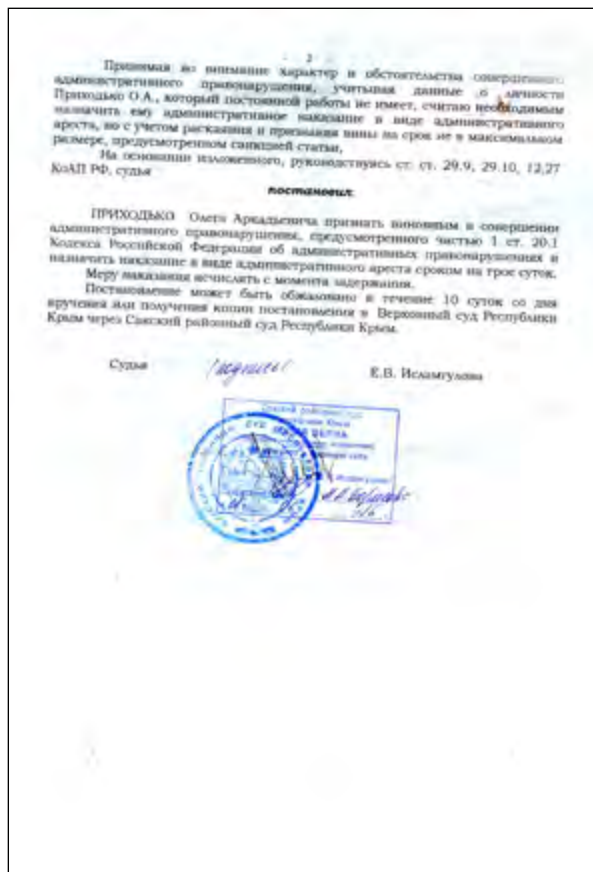 2
Принимая во внимание характер и обстоятельства совершенного
административного правонарушения, учитывая данные о личности
Приходько О.А., который постоянной работы не имеет, считаю необходимым
назначить ему административное наказание в виде административного
ареста, но с учетом раскаяния и признания вины на срок не в максимальном
размере, предусмотренном санкцией статьи,
На основании изложенного, руководствуясь ст. ст. 29.9, 29.10, 12.27
КоАП РФ, судья
постановил:
ПРИХОДЬКО Олега Аркадьевича признать виновным в совершении
административного правонарушения, предусмотренного частью 1 ст. 20.1
Кодекса Российской Федерации об административных правонарушениях и
назначить наказание в виде административного ареста сроком на трое суток.
Меру наказания исчислять с момента задержания.
Постановление может быть обжаловано в течение 10 суток со дня
вручения или получения копии постановления в Верховный суд Республики
Крым через Сакский районный суд Республики Крым.
Судья /подпись/ Е.В. Исламгулова